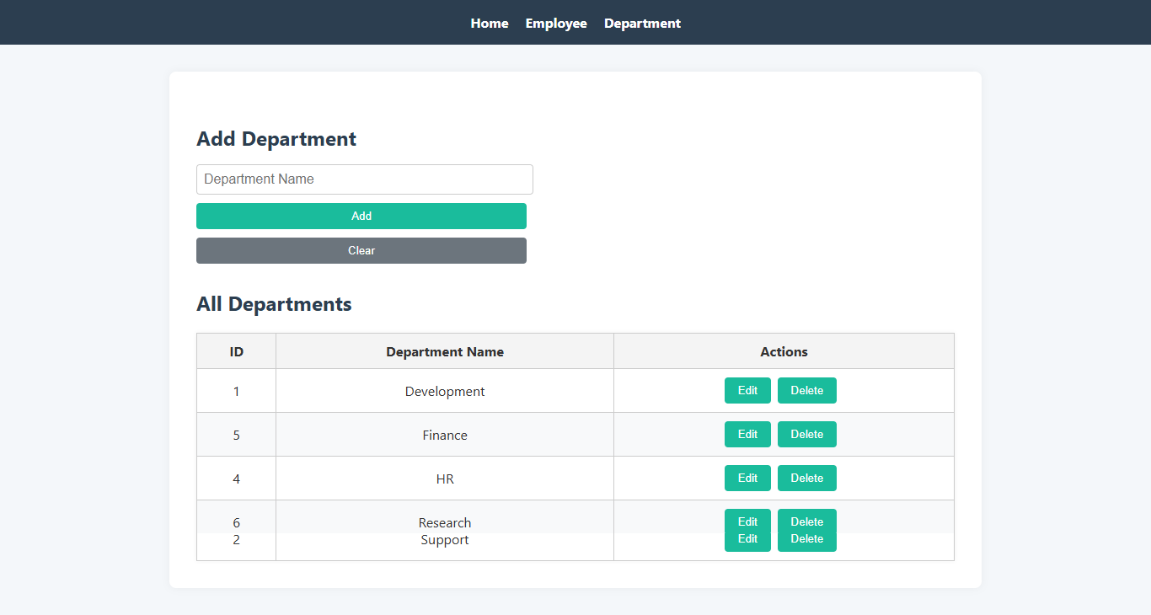 Home Employee Department
Add Department
Department Name
Add
Clear
All Departments
ID Department Name Actions
1 Development Edit Delete
5 Finance Edit Delete
4 HR Edit Delete
6 Research Edit Delete
2 Support Edit Delete